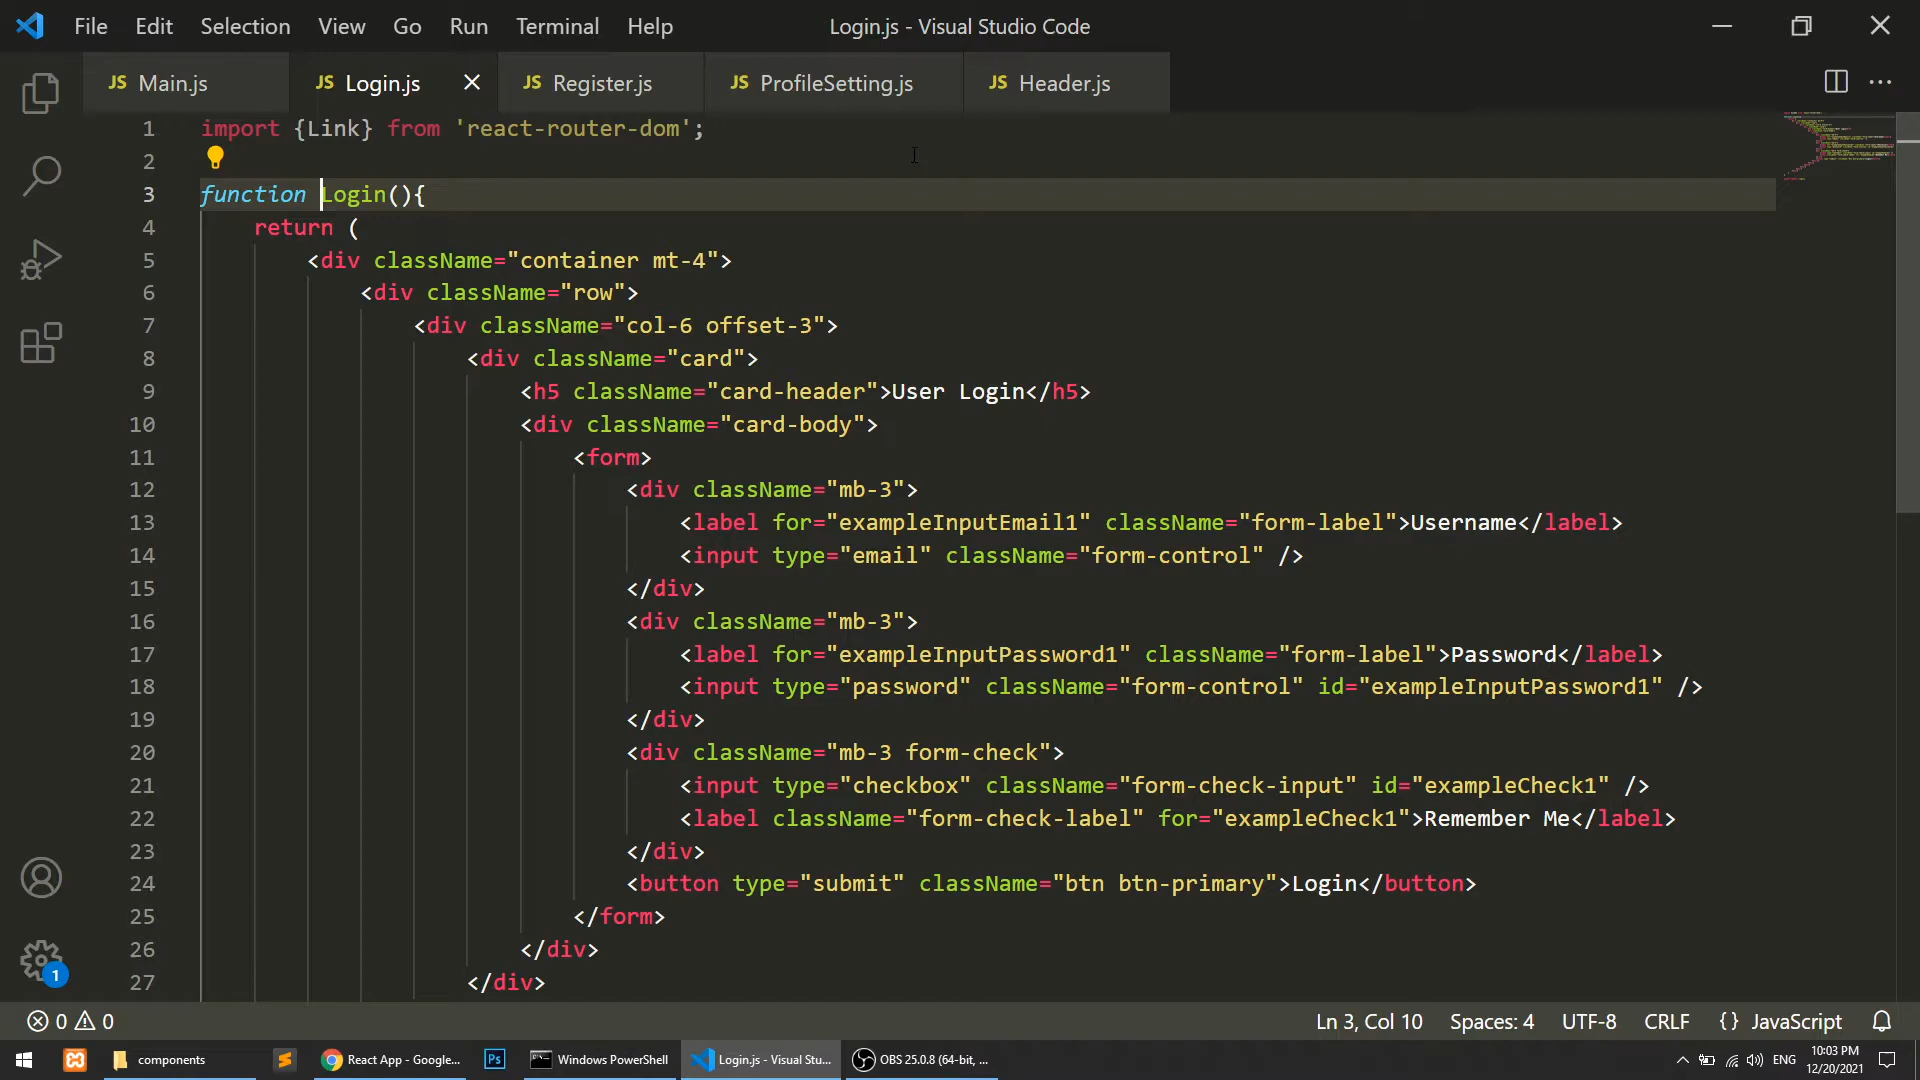 File Edit Selection View Go Run Terminal Help Login.js - Visual Studio Code
JS Main.js JS Login.js JS Register.js JS ProfileSetting.js JS Header.js
1 import {Link} from 'react-router-dom';
2
3 function Login(){
4 return (
5 <div className="container mt-4">
6 <div className="row">
7 <div className="col-6 offset-3">
8 <div className="card">
9 <h5 className="card-header">User Login</h5>
10 <div className="card-body">
11 <form>
12 <div className="mb-3">
13 <label for="exampleInputEmail1" className="form-label">Username</label>
14 <input type="email" className="form-control" />
15 </div>
16 <div className="mb-3">
17 <label for="exampleInputPassword1" className="form-label">Password</label>
18 <input type="password" className="form-control" id="exampleInputPassword1" />
19 </div>
20 <div className="mb-3 form-check">
21 <input type="checkbox" className="form-check-input" id="exampleCheck1" />
22 <label className="form-check-label" for="exampleCheck1">Remember Me</label>
23 </div>
24 <button type="submit" className="btn btn-primary">Login</button>
25 </form>
26 </div>
27 </div>
1
0 0 Ln 3, Col 10 Spaces: 4 UTF-8 CRLF {} JavaScript
components React App - Google... Ps Windows PowerShell Login.js - Visual Stu... OBS 25.0.8 (64-bit, ... ENG 10:03 PM
12/20/2021